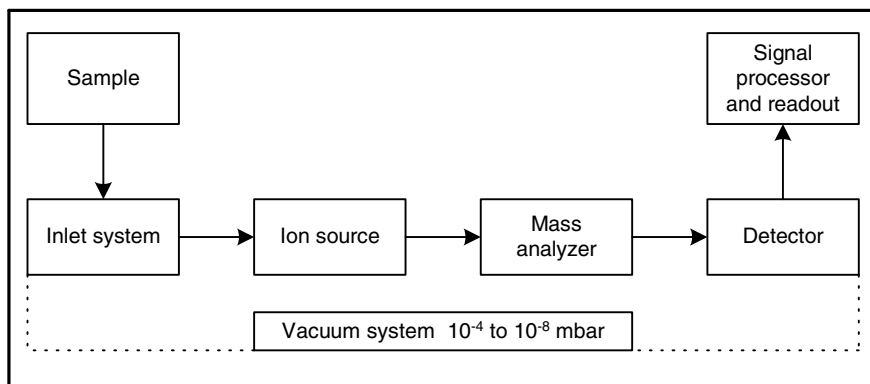 Sample
Signal
processor
and readout
Inlet system
Ion source
Mass
analyzer
Detector
Vacuum system 10⁻⁴ to 10⁻⁸ mbar